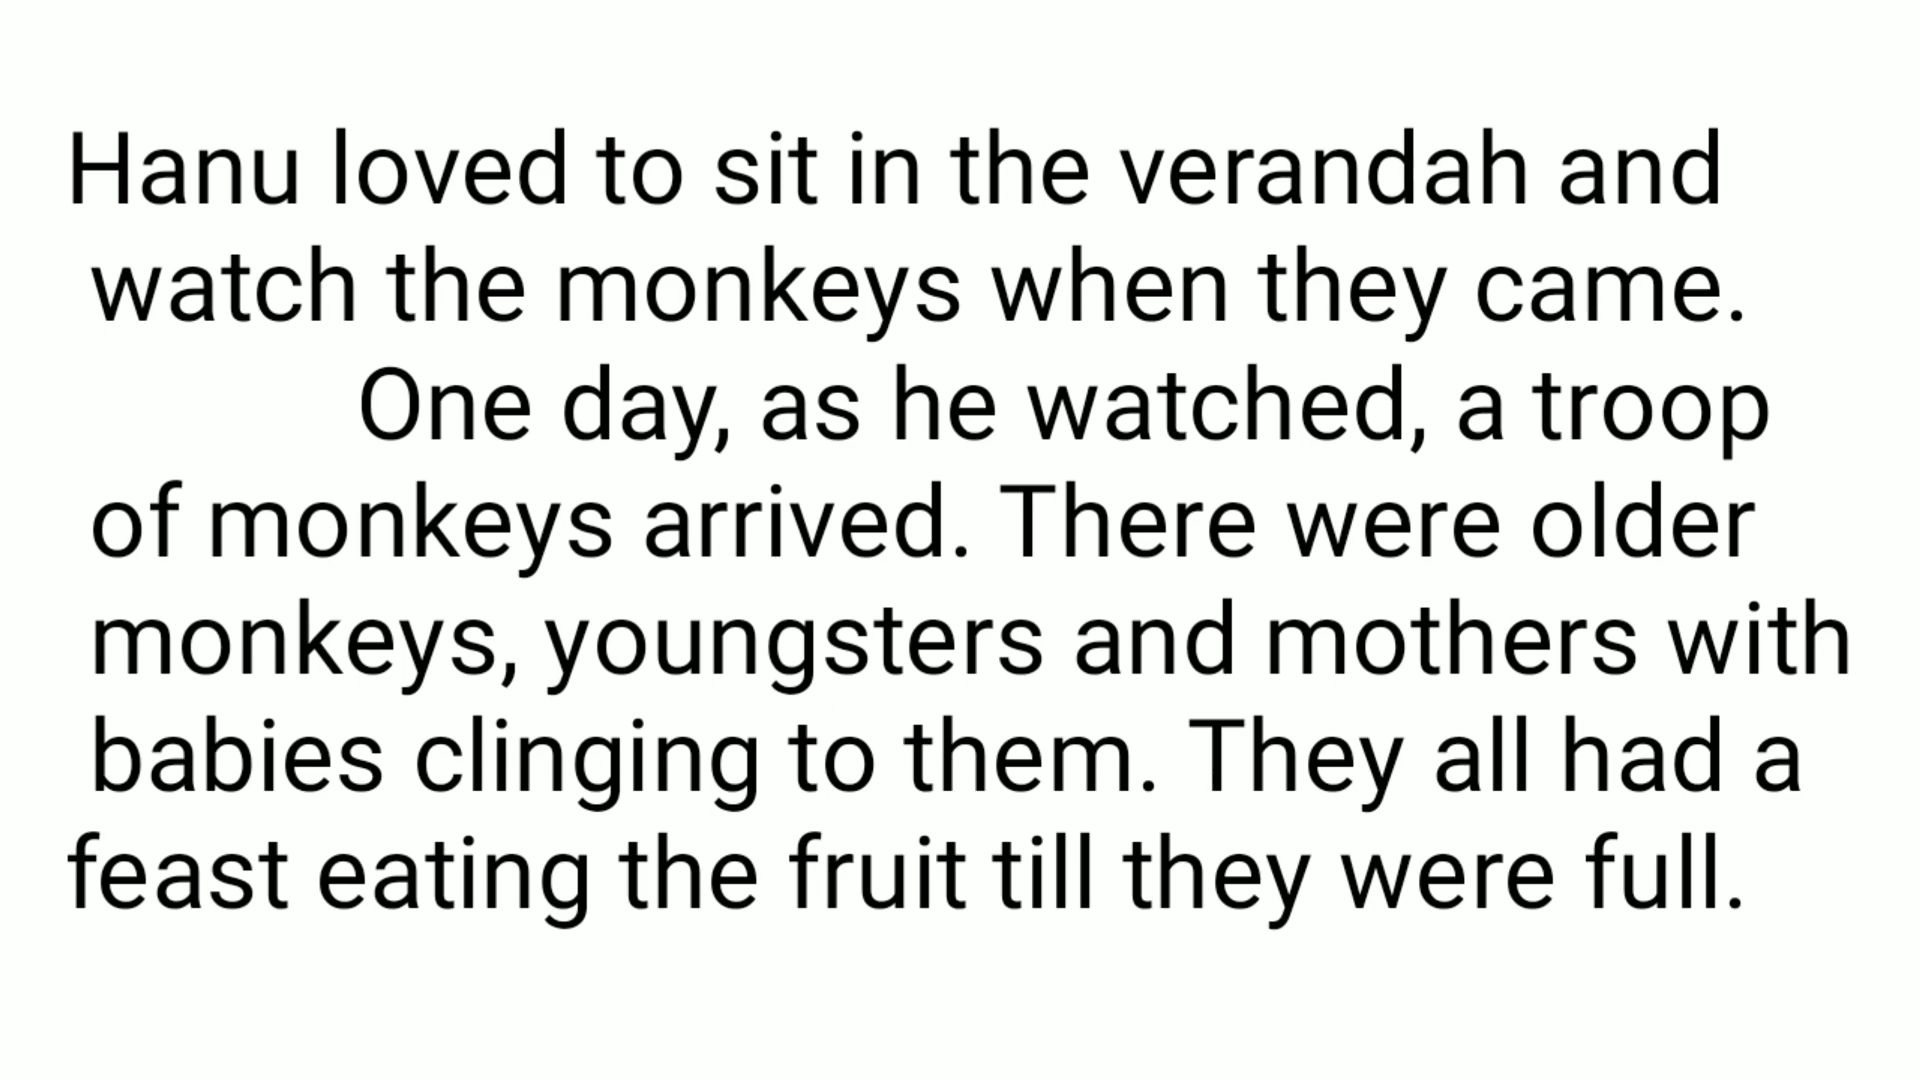 Hanu loved to sit in the verandah and
watch the monkeys when they came.
One day, as he watched, a troop
of monkeys arrived. There were older
monkeys, youngsters and mothers with
babies clinging to them. They all had a
feast eating the fruit till they were full.